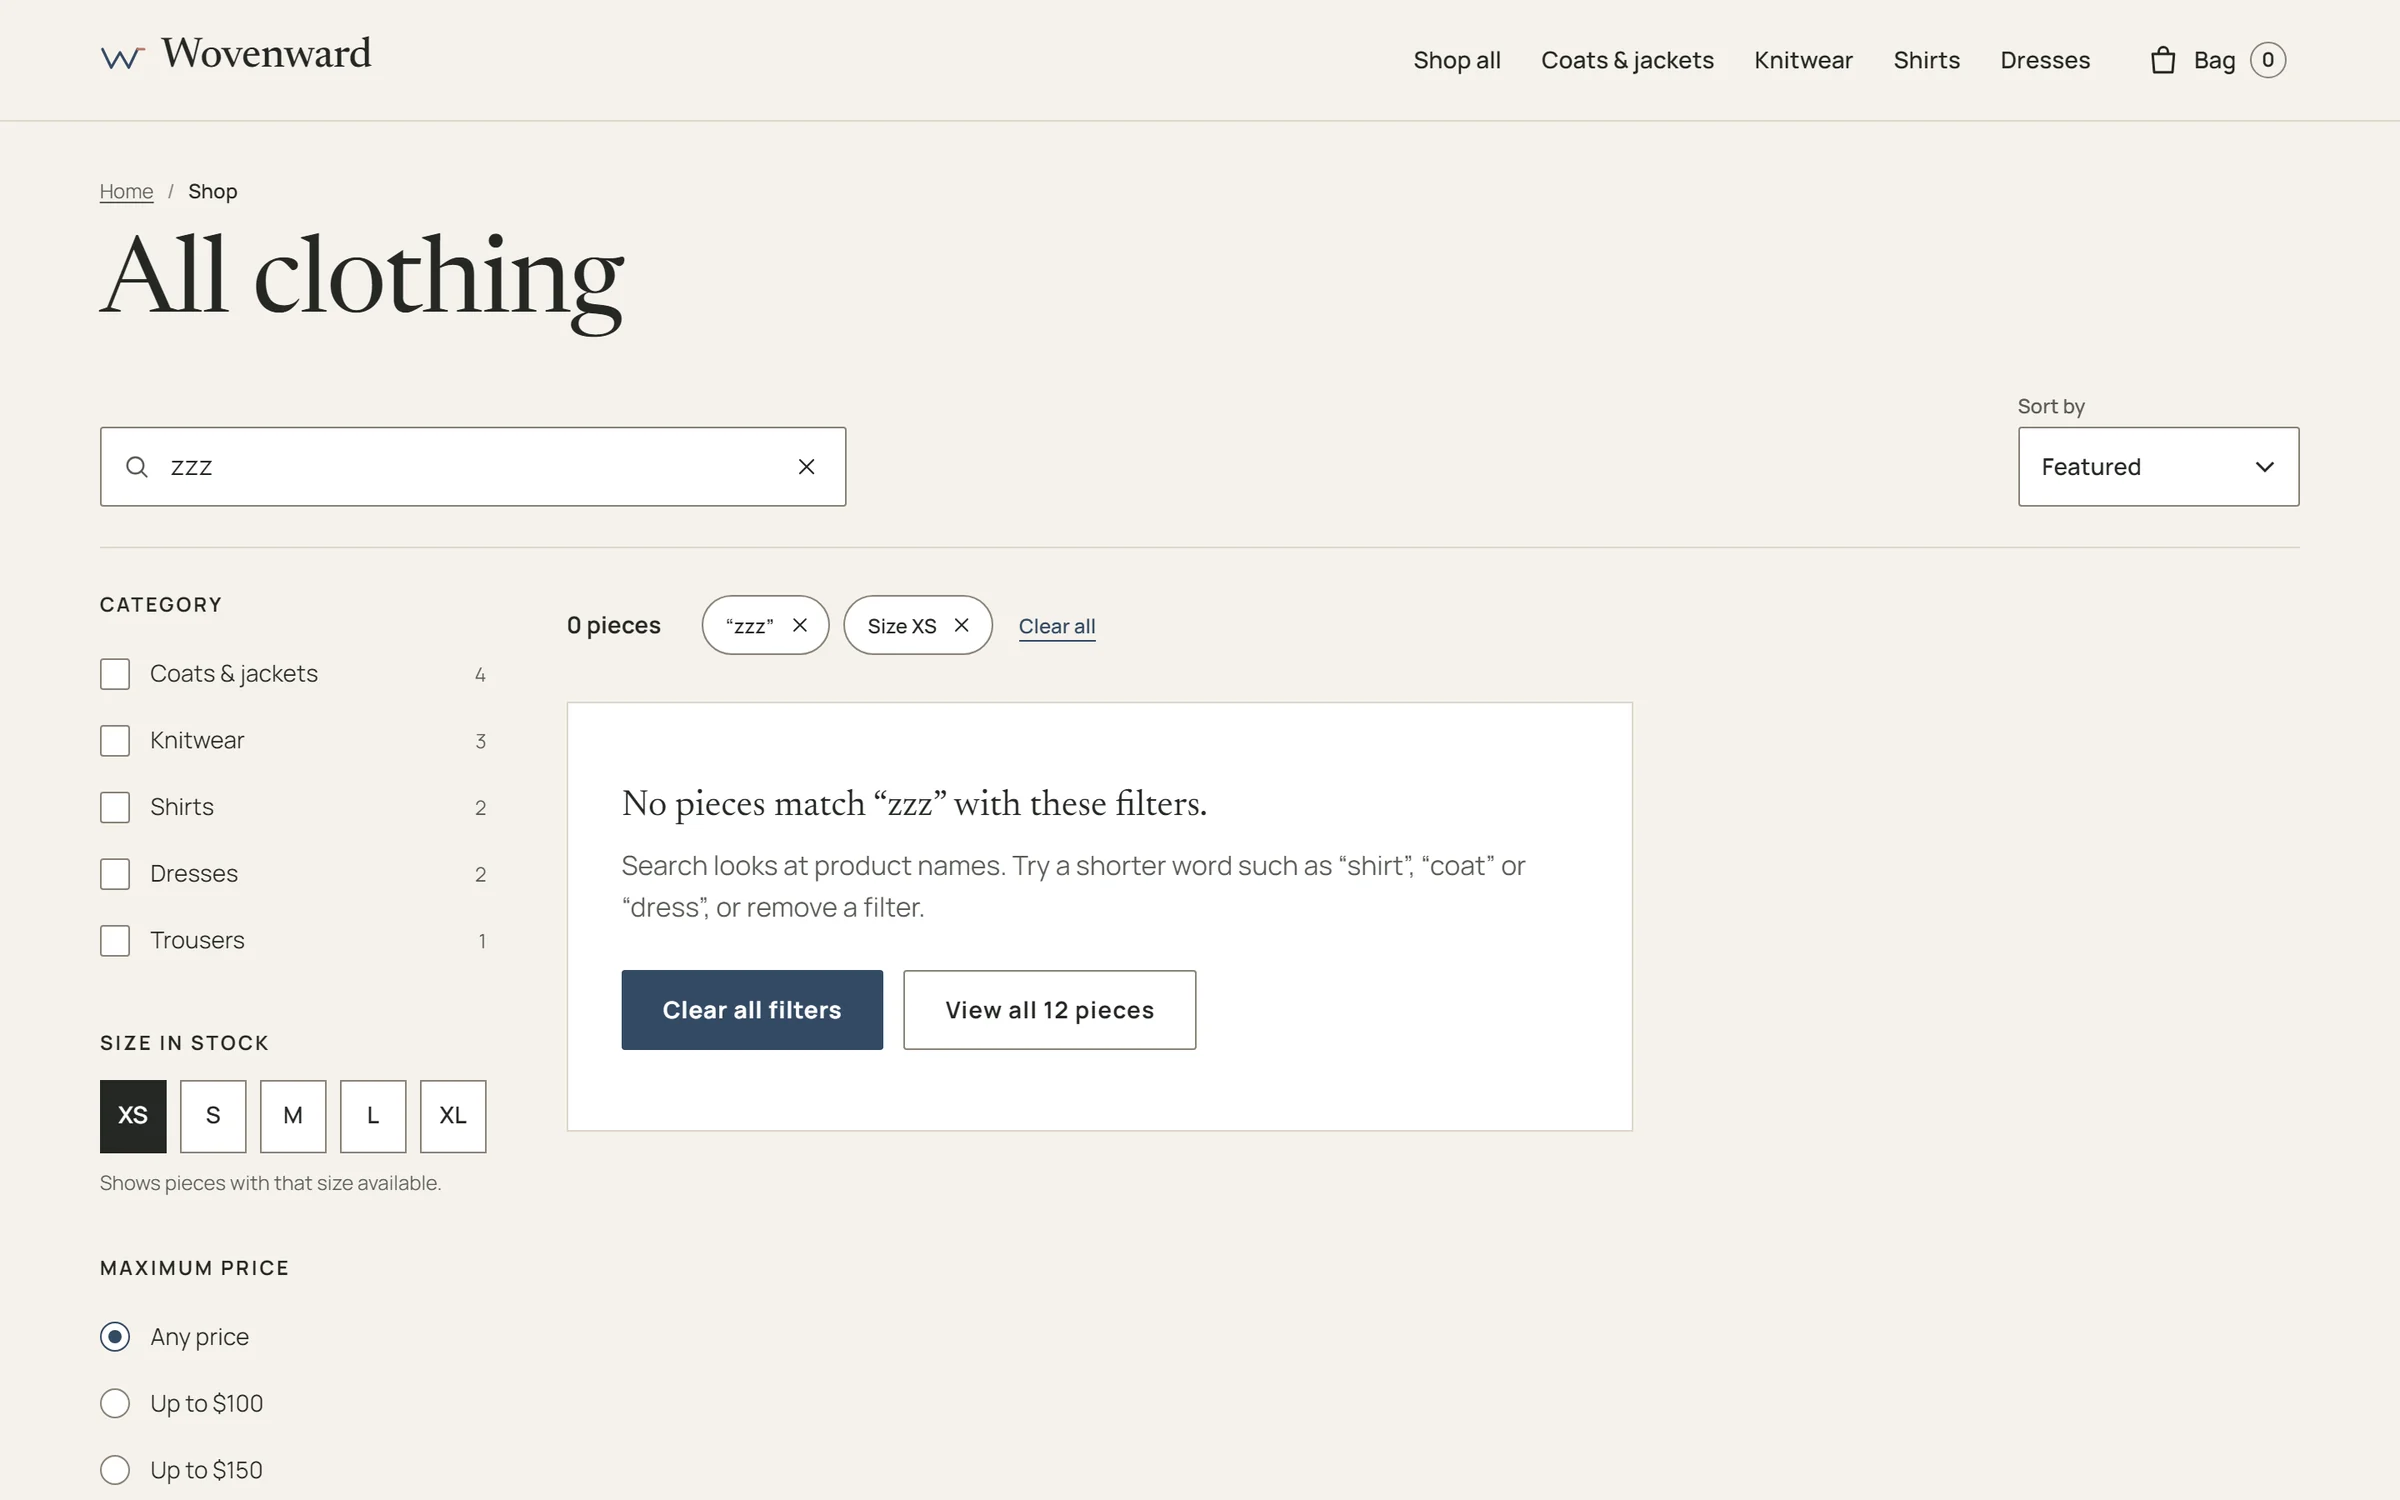 Wovenward
Shop all
Coats & jackets
Knitwear
Shirts
Dresses
Bag
0
Home / Shop
All clothing
zzz
Sort by
Featured
CATEGORY
Coats & jackets 4
Knitwear 3
Shirts 2
Dresses 2
Trousers 1
SIZE IN STOCK
XS S M L XL
Shows pieces with that size available.
MAXIMUM PRICE
Any price
Up to $100
Up to $150
0 pieces
“zzz”
Size XS
Clear all
No pieces match “zzz” with these filters.
Search looks at product names. Try a shorter word such as “shirt”, “coat” or
“dress”, or remove a filter.
Clear all filters
View all 12 pieces